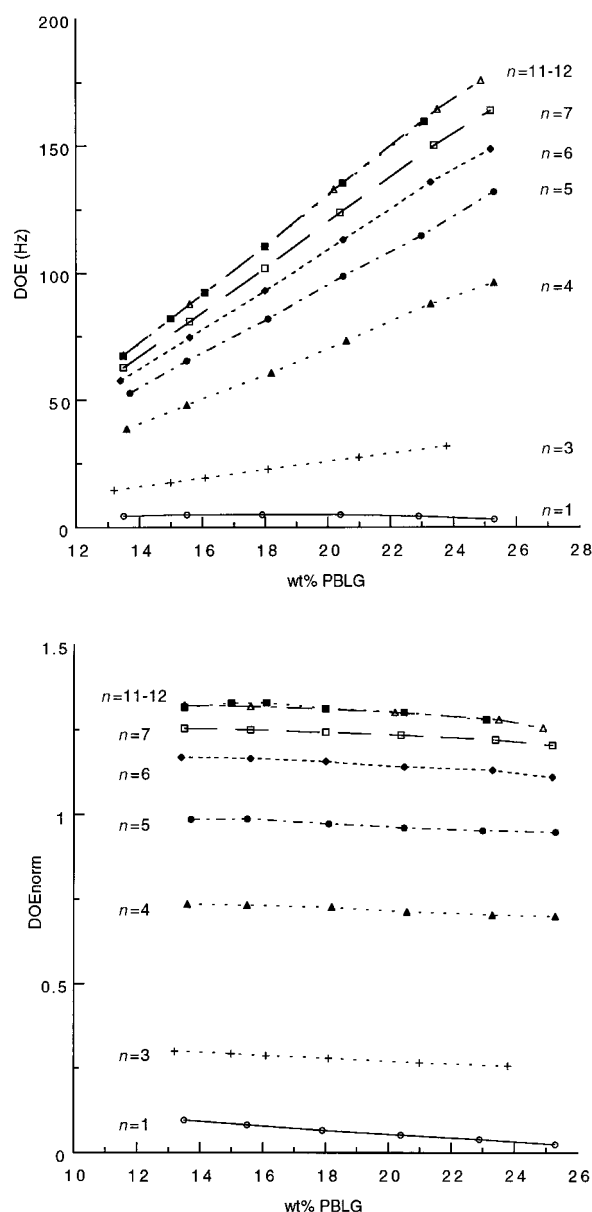 200
150
100
50
0
DOE (Hz)
n=11-12
n=7
n=6
n=5
n=4
n=3
n=1
12 14 16 18 20 22 24 26 28
wt% PBLG
1.5
1
0.5
0
DOEnorm
n=11-12
n=7
n=6
n=5
n=4
n=3
n=1
10 12 14 16 18 20 22 24 26
wt% PBLG